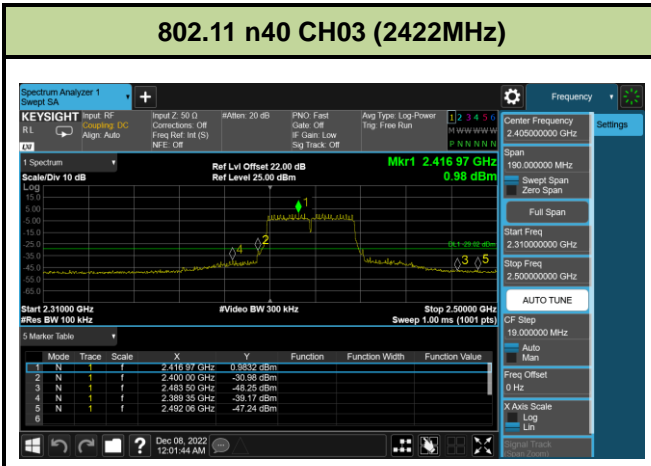 802.11 n40 CH03 (2422MHz)
Spectrum Analyzer 1
Swept SA
Frequency
Settings
KEYSIGHT
RL
Input: RF
Coupling: DC
Align: Auto
Input Z: 50 Ω
Corrections: Off
Freq Ref: Int (S)
NFE: Off
#Atten: 20 dB
PNO: Fast
Gate: Off
IF Gain: Low
Sig Track: Off
Avg Type: Log-Power
Trig: Free Run
1 2 3 4 5 6
M W W W W W
P N N N N N
1 Spectrum
Scale/Div 10 dB
Ref Lvl Offset 22.00 dB
Ref Level 25.00 dBm
Mkr1 2.416 97 GHz
0.98 dBm
Log
15.0
5.00
-5.00
-15.0
-25.0
-35.0
-45.0
-55.0
-65.0
1
2
4
3
5
DL1 -29.02 dBm
Start 2.31000 GHz
#Res BW 100 kHz
#Video BW 300 kHz
Stop 2.50000 GHz
Sweep 1.00 ms (1001 pts)
5 Marker Table
Mode Trace Scale X Y Function Function Width Function Value
1 N 1 f 2.416 97 GHz 0.9832 dBm
2 N 1 f 2.400 00 GHz -30.98 dBm
3 N 1 f 2.483 50 GHz -48.25 dBm
4 N 1 f 2.389 35 GHz -39.17 dBm
5 N 1 f 2.492 06 GHz -47.24 dBm
6
Center Frequency
2.405000000 GHz
Span
190.000000 MHz
Swept Span
Zero Span
Full Span
Start Freq
2.310000000 GHz
Stop Freq
2.500000000 GHz
AUTO TUNE
CF Step
19.000000 MHz
Auto
Man
Freq Offset
0 Hz
X Axis Scale
Log
Lin
Signal Track
(Span Zoom)
Dec 08, 2022
12:01:44 AM